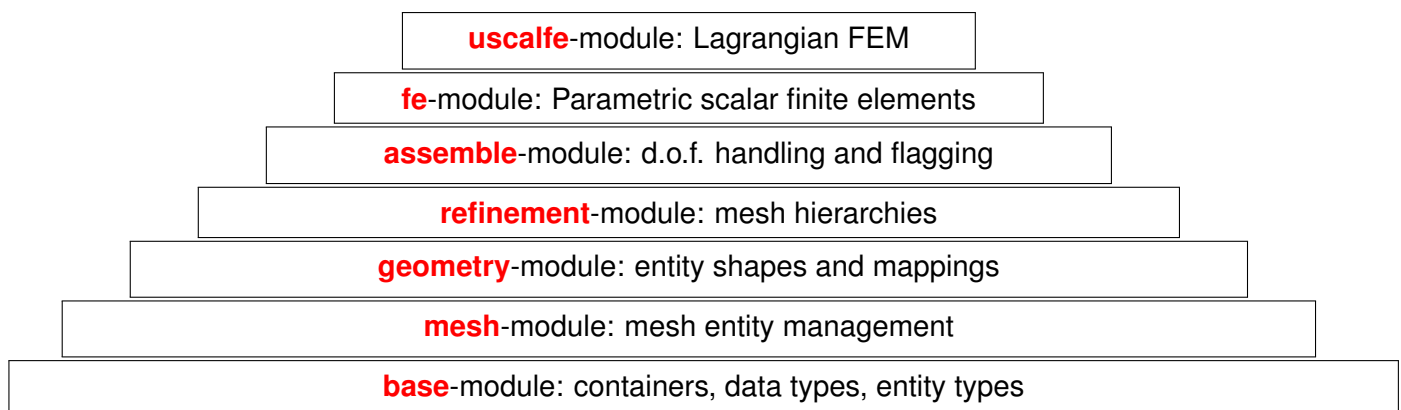 uscalfe-module: Lagrangian FEM
fe-module: Parametric scalar finite elements
assemble-module: d.o.f. handling and flagging
refinement-module: mesh hierarchies
geometry-module: entity shapes and mappings
mesh-module: mesh entity management
base-module: containers, data types, entity types